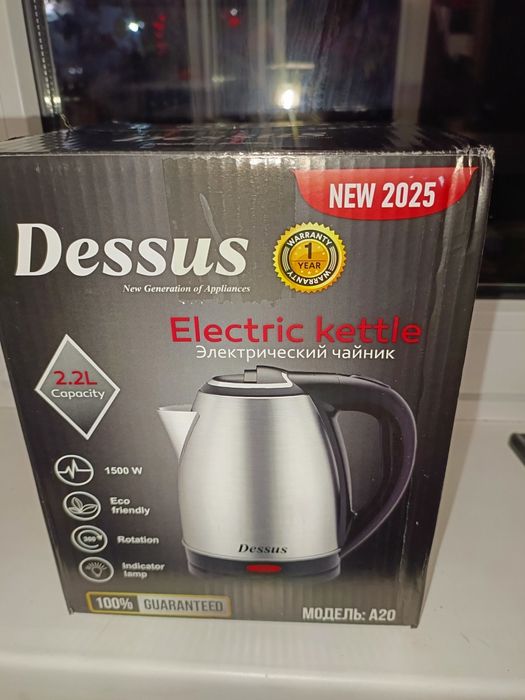 NEW 2025
Dessus
New Generation of Appliances
WARRANTY
1
YEAR
WARRANTY
Electric kettle
Электрический чайник
2.2L
Capacity
1500 W
Eco
friendly
360°
Rotation
Indicator
lamp
Dessus
100% GUARANTEED
МОДЕЛЬ: A20